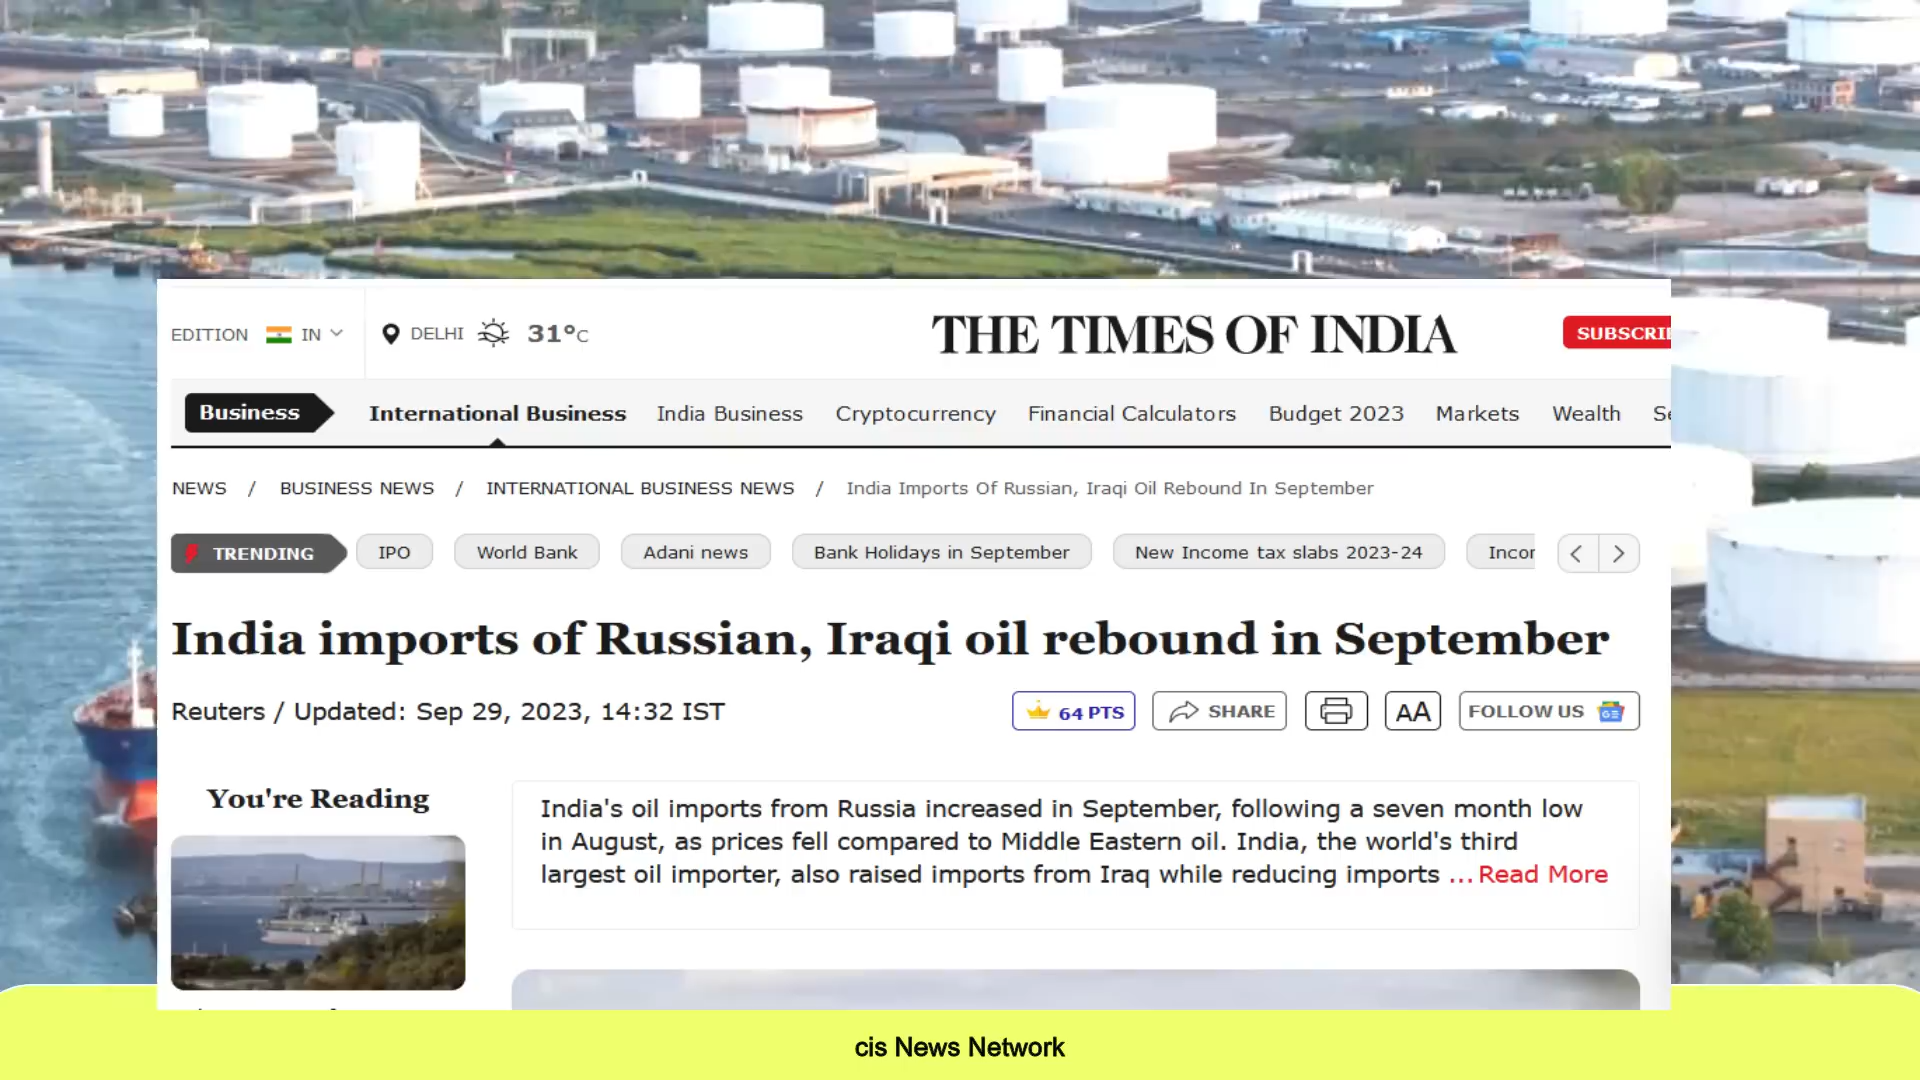 EDITION IN DELHI 31°C
THE TIMES OF INDIA
Business International Business India Business Cryptocurrency Financial Calculators Budget 2023 Markets Wealth
NEWS / BUSINESS NEWS / INTERNATIONAL BUSINESS NEWS / India Imports Of Russian, Iraqi Oil Rebound In September
TRENDING IPO World Bank Adani news Bank Holidays in September New Income tax slabs 2023-24
India imports of Russian, Iraqi oil rebound in September
Reuters / Updated: Sep 29, 2023, 14:32 IST
64 PTS SHARE AA FOLLOW US
You're Reading
India's oil imports from Russia increased in September, following a seven month low
in August, as prices fell compared to Middle Eastern oil. India, the world's third
largest oil importer, also raised imports from Iraq while reducing imports ... Read More
cis News Network